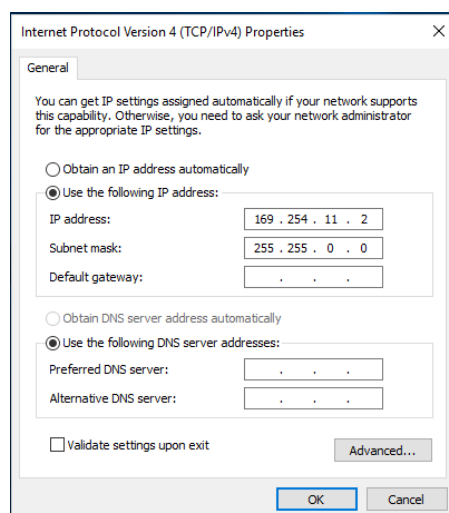 Internet Protocol Version 4 (TCP/IPv4) Properties
General
You can get IP settings assigned automatically if your network supports
this capability. Otherwise, you need to ask your network administrator
for the appropriate IP settings.
Obtain an IP address automatically
Use the following IP address:
IP address: 169 . 254 . 11 . 2
Subnet mask: 255 . 255 . 0 . 0
Default gateway: . . .
Obtain DNS server address automatically
Use the following DNS server addresses:
Preferred DNS server: . . .
Alternative DNS server: . . .
Validate settings upon exit
Advanced...
OK Cancel